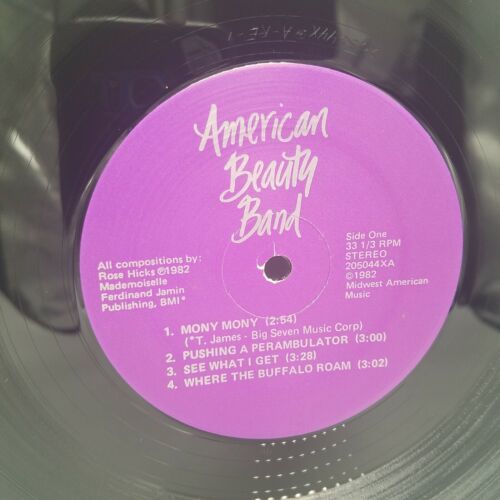 American
Beauty
Band
All compositions by:
Rose Hicks ℗1982
Mademoiselle
Ferdinand Jamin
Publishing, BMI*
Side One
33 1/3 RPM
STEREO
205044XA
©1982
Midwest American
Music
1. MONY MONY (2:54)
(*T. James - Big Seven Music Corp)
2. PUSHING A PERAMBULATOR (3:00)
3. SEE WHAT I GET (3:28)
4. WHERE THE BUFFALO ROAM (3:02)